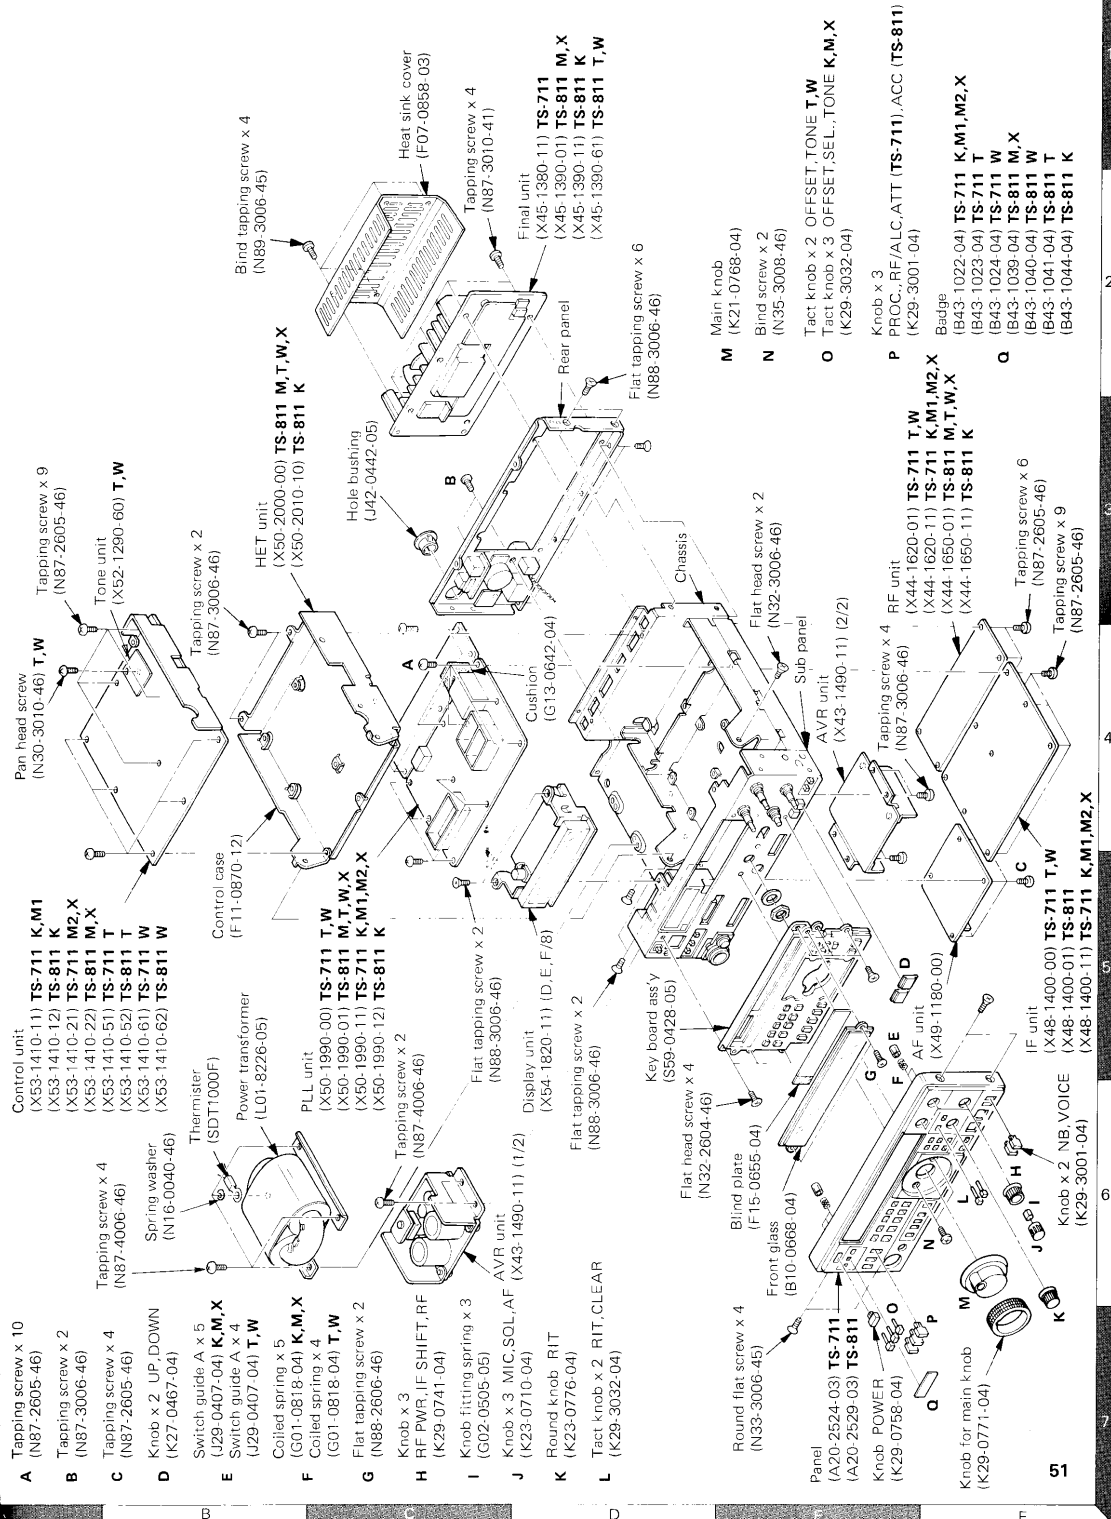 Control unit
(X53-1410-11) TS-711 K,M1
(X53-1410-12) TS-811 K
(X53-1410-21) TS-711 M2,X
(X53-1410-22) TS-811 M,X
(X53-1410-51) TS-711 T
(X53-1410-52) TS-811 T
(X53-1410-61) TS-711 W
(X53-1410-62) TS-811 W
Pan head screw
(N30-3010-46) T,W
Tapping screw x 9
(N87-2605-46)
Tone unit
(X52-1290-60) T,W
Tapping screw x 2
(N87-3006-46)
HET unit
(X50-2000-00) TS-811 M,T,W,X
(X50-2010-10) TS-811 K
Bind tapping screw x 4
(N89-3006-45)
Heat sink cover
(F07-0858-03)
Tapping screw x 4
(N87-3010-41)
Final unit
(X45-1380-11) TS-711
(X45-1390-01) TS-811 M,X
(X45-1390-11) TS-811 K
(X45-1390-61) TS-811 T,W
Hole bushing
(J42-0442-05)
B
Rear panel
Flat tapping screw x 6
(N88-3006-46)
Control case
(F11-0870-12)
A
Cushion
(G13-0642-04)
Chassis
Flat head screw x 2
(N32-3006-46)
Sub panel
AVR unit
(X43-1490-11) (2/2)
Tapping screw x 4
(N87-3006-46)
RF unit
(X44-1620-01) TS-711 T,W
(X44-1620-11) TS-711 K,M1,M2,X
(X44-1650-01) TS-811 M,T,W,X
(X44-1650-11) TS-811 K
Tapping screw x 6
(N87-2605-46)
Tapping screw x 9
(N87-2605-46)
C
Thermister
(SDT1000F)
Power transformer
(L01-8226-05)
Spring washer
(N16-0040-46)
Tapping screw x 4
(N87-4006-46)
PLL unit
(X50-1990-00) TS-711 T,W
(X50-1990-01) TS-811 M,T,W,X
(X50-1990-11) TS-711 K,M1,M2,X
(X50-1990-12) TS-811 K
Tapping screw x 2
(N87-4006-46)
AVR unit
(X43-1490-11) (1/2)
Flat tapping screw x 2
(N88-3006-46)
Display unit
(X54-1820-11) (D,E,F/8)
Flat tapping screw x 2
(N88-3006-46)
Key board ass'y
(S59-0428-05)
Flat head screw x 4
(N32-2604-46)
Blind plate
(F15-0655-04)
Front glass
(B10-0668-04)
G
F
E
D
AF unit
(X49-1180-00)
IF unit
(X48-1400-00) TS-711 T,W
(X48-1400-01) TS-811
(X48-1400-11) TS-711 K,M1,M2,X
Knob x 2 NB,VOICE
(K29-3001-04)
L
H
I
J
K
N
M
O
P
Q
Round flat screw x 4
(N33-3006-45)
Panel
(A20-2524-03) TS-711
(A20-2529-03) TS-811
Knob POWER
(K29-0758-04)
Knob for main knob
(K29-0771-04)
A Tapping screw x 10
(N87-2605-46)
B Tapping screw x 2
(N87-3006-46)
C Tapping screw x 4
(N87-2605-46)
D Knob x 2 UP,DOWN
(K27-0467-04)
E Switch guide A x 5
(J29-0407-04) K,M,X
Switch guide A x 4
(J29-0407-04) T,W
F Coiled spring x 5
(G01-0818-04) K,M,X
Coiled spring x 4
(G01-0818-04) T,W
G Flat tapping screw x 2
(N88-2606-46)
H Knob x 3
RF PWR,IF SHIFT,RF
(K29-0741-04)
I Knob fitting spring x 3
(G02-0505-05)
J Knob x 3 MIC,SQL,AF
(K23-0710-04)
K Round knob RIT
(K23-0776-04)
L Tact knob x 2 RIT,CLEAR
(K29-3032-04)
M Main knob
(K21-0768-04)
N Bind screw x 2
(N35-3008-46)
O Tact knob x 2 OFFSET,TONE T,W
Tact knob x 3 OFFSET,SEL.,TONE K,M,X
(K29-3032-04)
P Knob x 3
PROC.,RF/ALC,ATT (TS-711),ACC (TS-811)
(K29-3001-04)
Q Badge
(B43-1022-04) TS-711 K,M1,M2,X
(B43-1023-04) TS-711 T
(B43-1024-04) TS-711 W
(B43-1039-04) TS-811 M,X
(B43-1040-04) TS-811 W
(B43-1041-04) TS-811 T
(B43-1044-04) TS-811 K
2
3
4
5
6
7
B
C
D
E
F
51